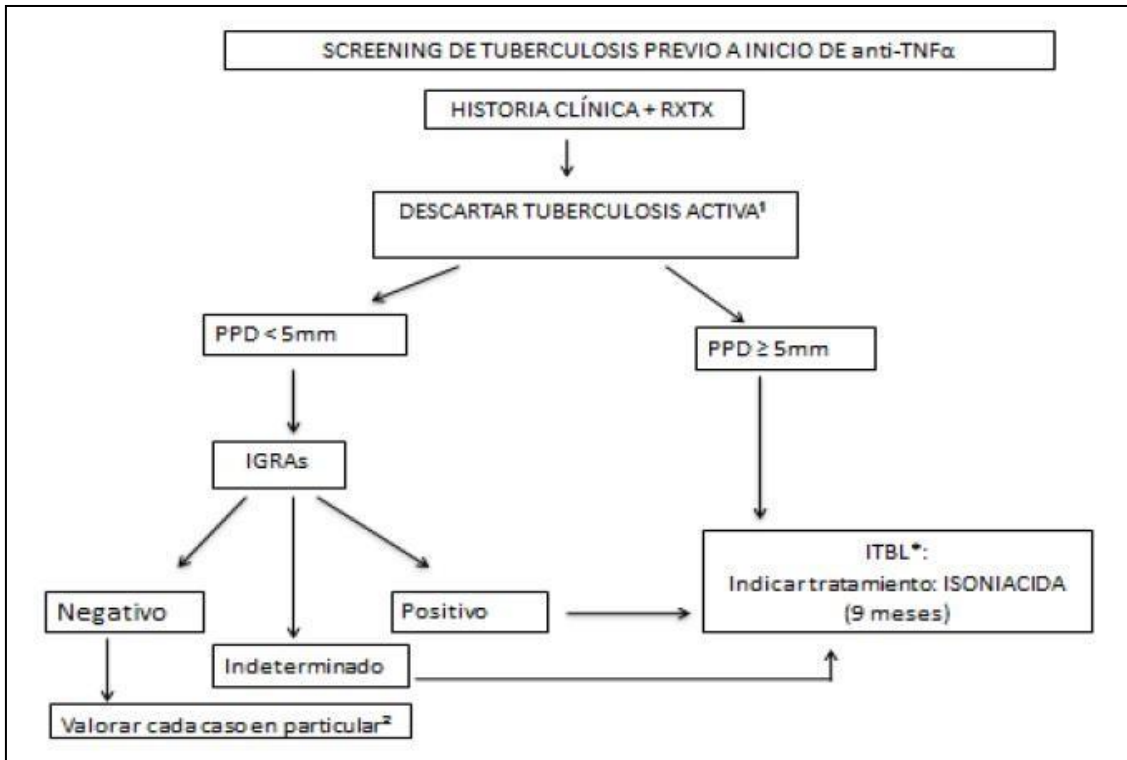 SCREENING DE TUBERCULOSIS PREVIO A INICIO DE anti-TNFα
HISTORIA CLÍNICA + RXTX
DESCARTAR TUBERCULOSIS ACTIVA¹
PPD < 5mm
PPD ≥ 5mm
IGRAs
ITBL*:
Indicar tratamiento: ISONIACIDA
(9 meses)
Negativo
Positivo
Indeterminado
Valorar cada caso en particular²